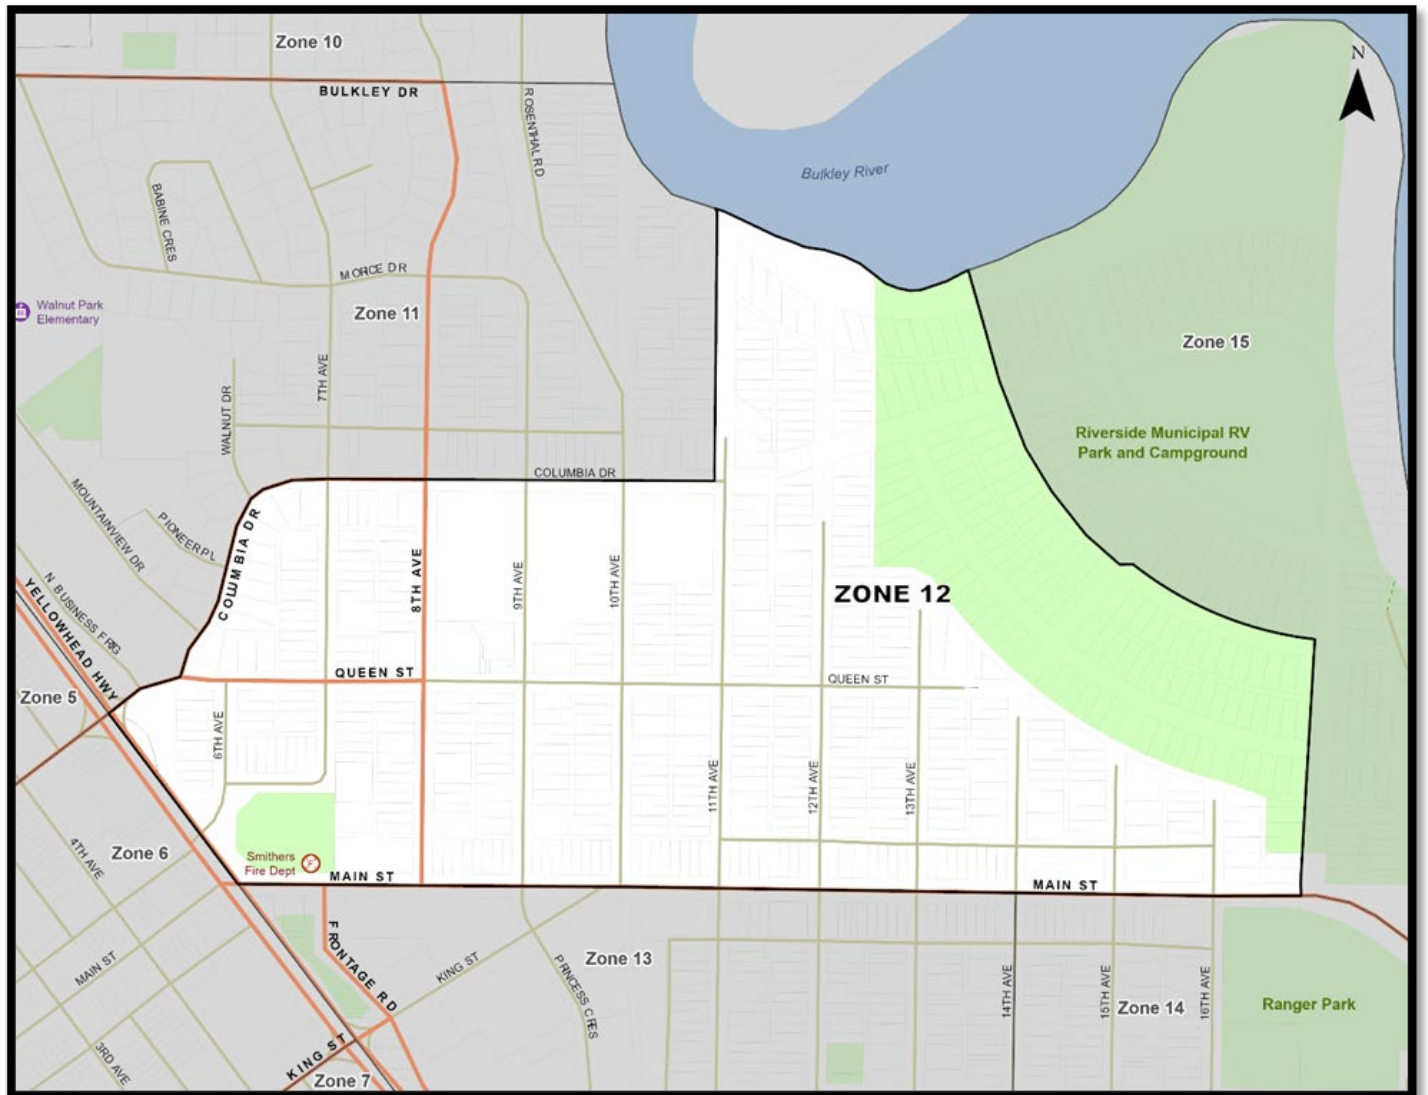 Zone 10
N
BULKLEY DR
ROSENTHAL RD
Bulkley River
BABINE CRES
MORCE DR
Walnut Park
Elementary
Zone 11
Zone 15
7TH AVE
WALNUT DR
Riverside Municipal RV
Park and Campground
COLUMBIA DR
MOUNTAINVIEW DR
PIONEER PL
COLUMBIA DR
8TH AVE
9TH AVE
10TH AVE
ZONE 12
N BUSINESS FRTG
YELLOWHEAD HWY
QUEEN ST
QUEEN ST
Zone 5
6TH AVE
11TH AVE
12TH AVE
13TH AVE
Zone 6
4TH AVE
Smithers
Fire Dept
F
MAIN ST
MAIN ST
FRONTAGE RD
MAIN ST
KING ST
PRINCESS CRES
Zone 13
14TH AVE
15TH AVE
Zone 14
16TH AVE
Ranger Park
3RD AVE
KING ST
Zone 7